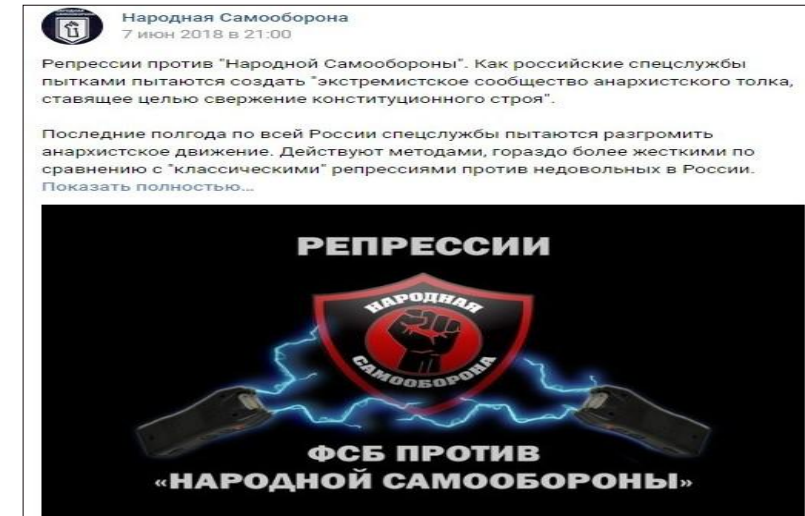 Народная Самооборона
7 июн 2018 в 21:00
Репрессии против "Народной Самообороны". Как российские спецслужбы
пытками пытаются создать "экстремистское сообщество анархистского толка,
ставящее целью свержение конституционного строя".
Последние полгода по всей России спецслужбы пытаются разгромить
анархистское движение. Действуют методами, гораздо более жесткими по
сравнению с "классическими" репрессиями против недовольных в России.
Показать полностью...
РЕПРЕССИИ
НАРОДНАЯ
САМООБОРОНА
ФСБ ПРОТИВ
«НАРОДНОЙ САМООБОРОНЫ»